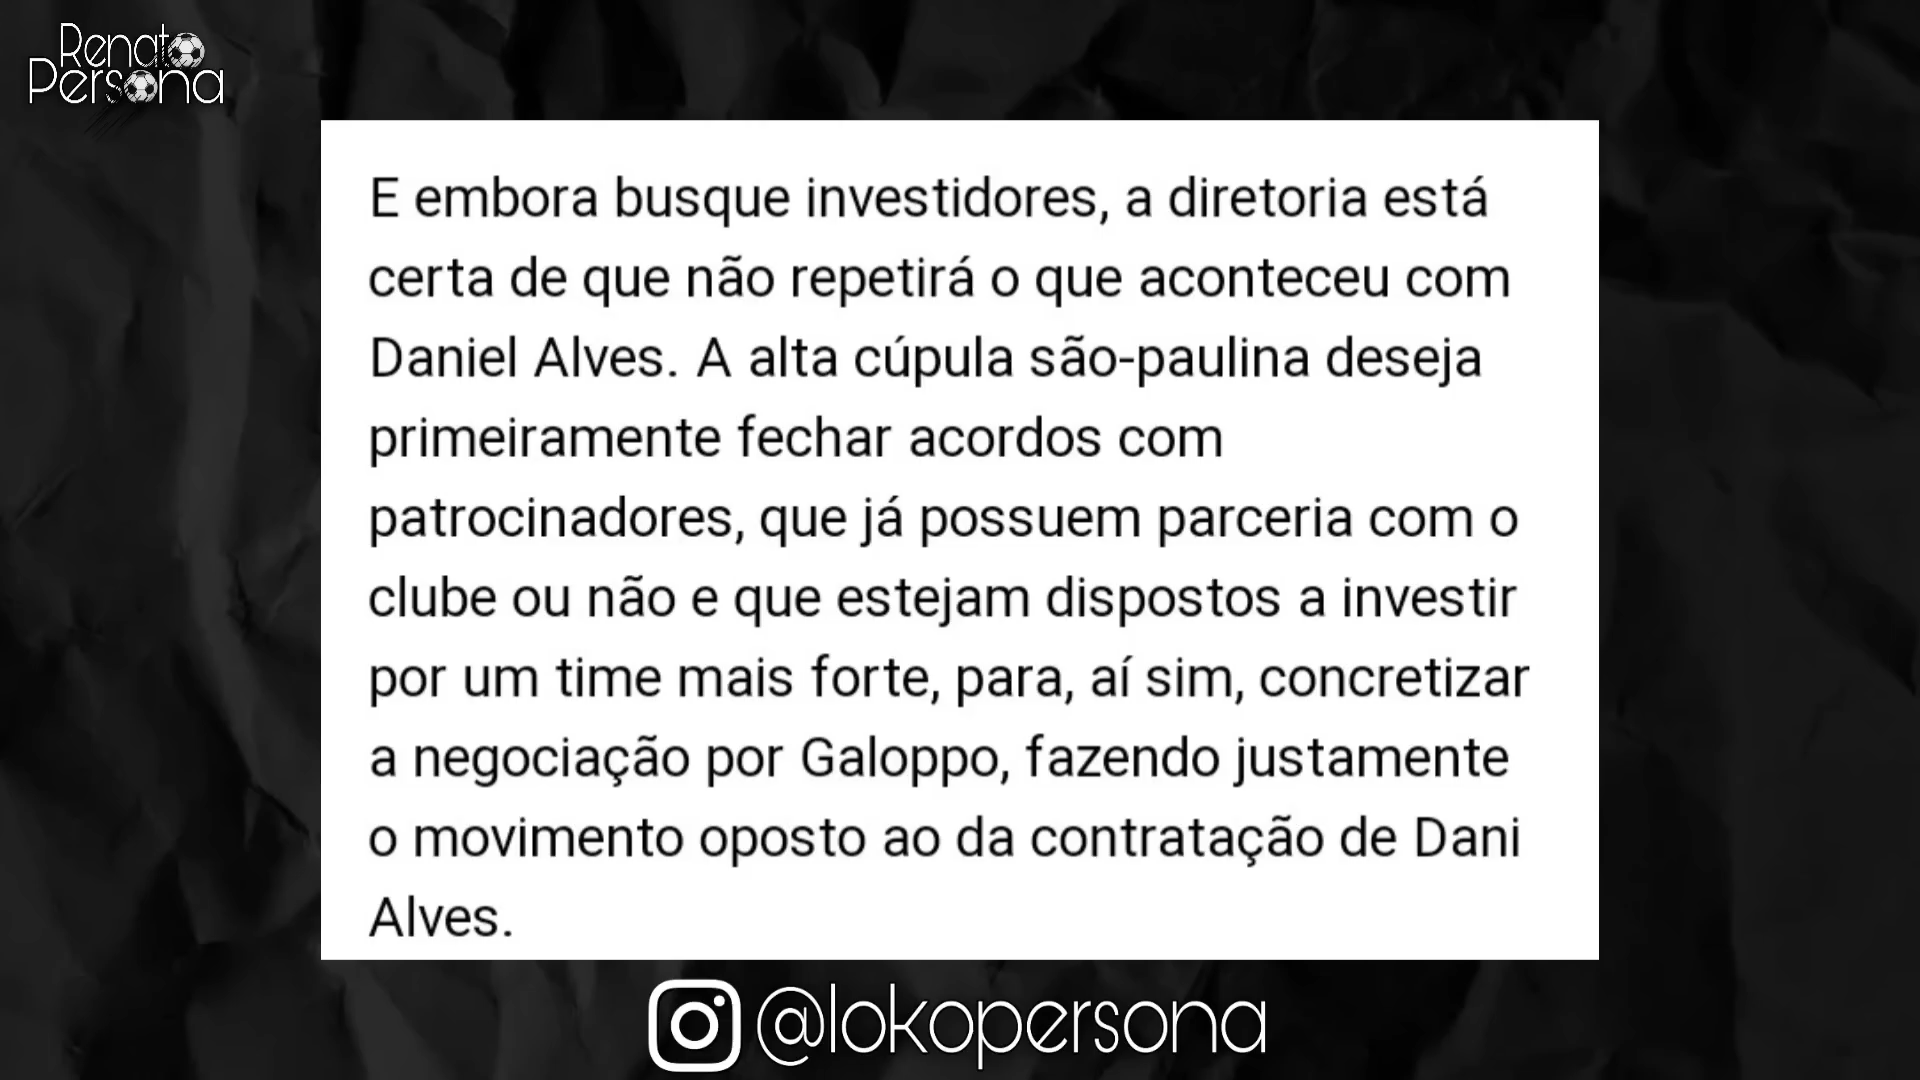 Renato
Persona
E embora busque investidores, a diretoria está
certa de que não repetirá o que aconteceu com
Daniel Alves. A alta cúpula são-paulina deseja
primeiramente fechar acordos com
patrocinadores, que já possuem parceria com o
clube ou não e que estejam dispostos a investir
por um time mais forte, para, aí sim, concretizar
a negociação por Galoppo, fazendo justamente
o movimento oposto ao da contratação de Dani
Alves.
@lokopersona